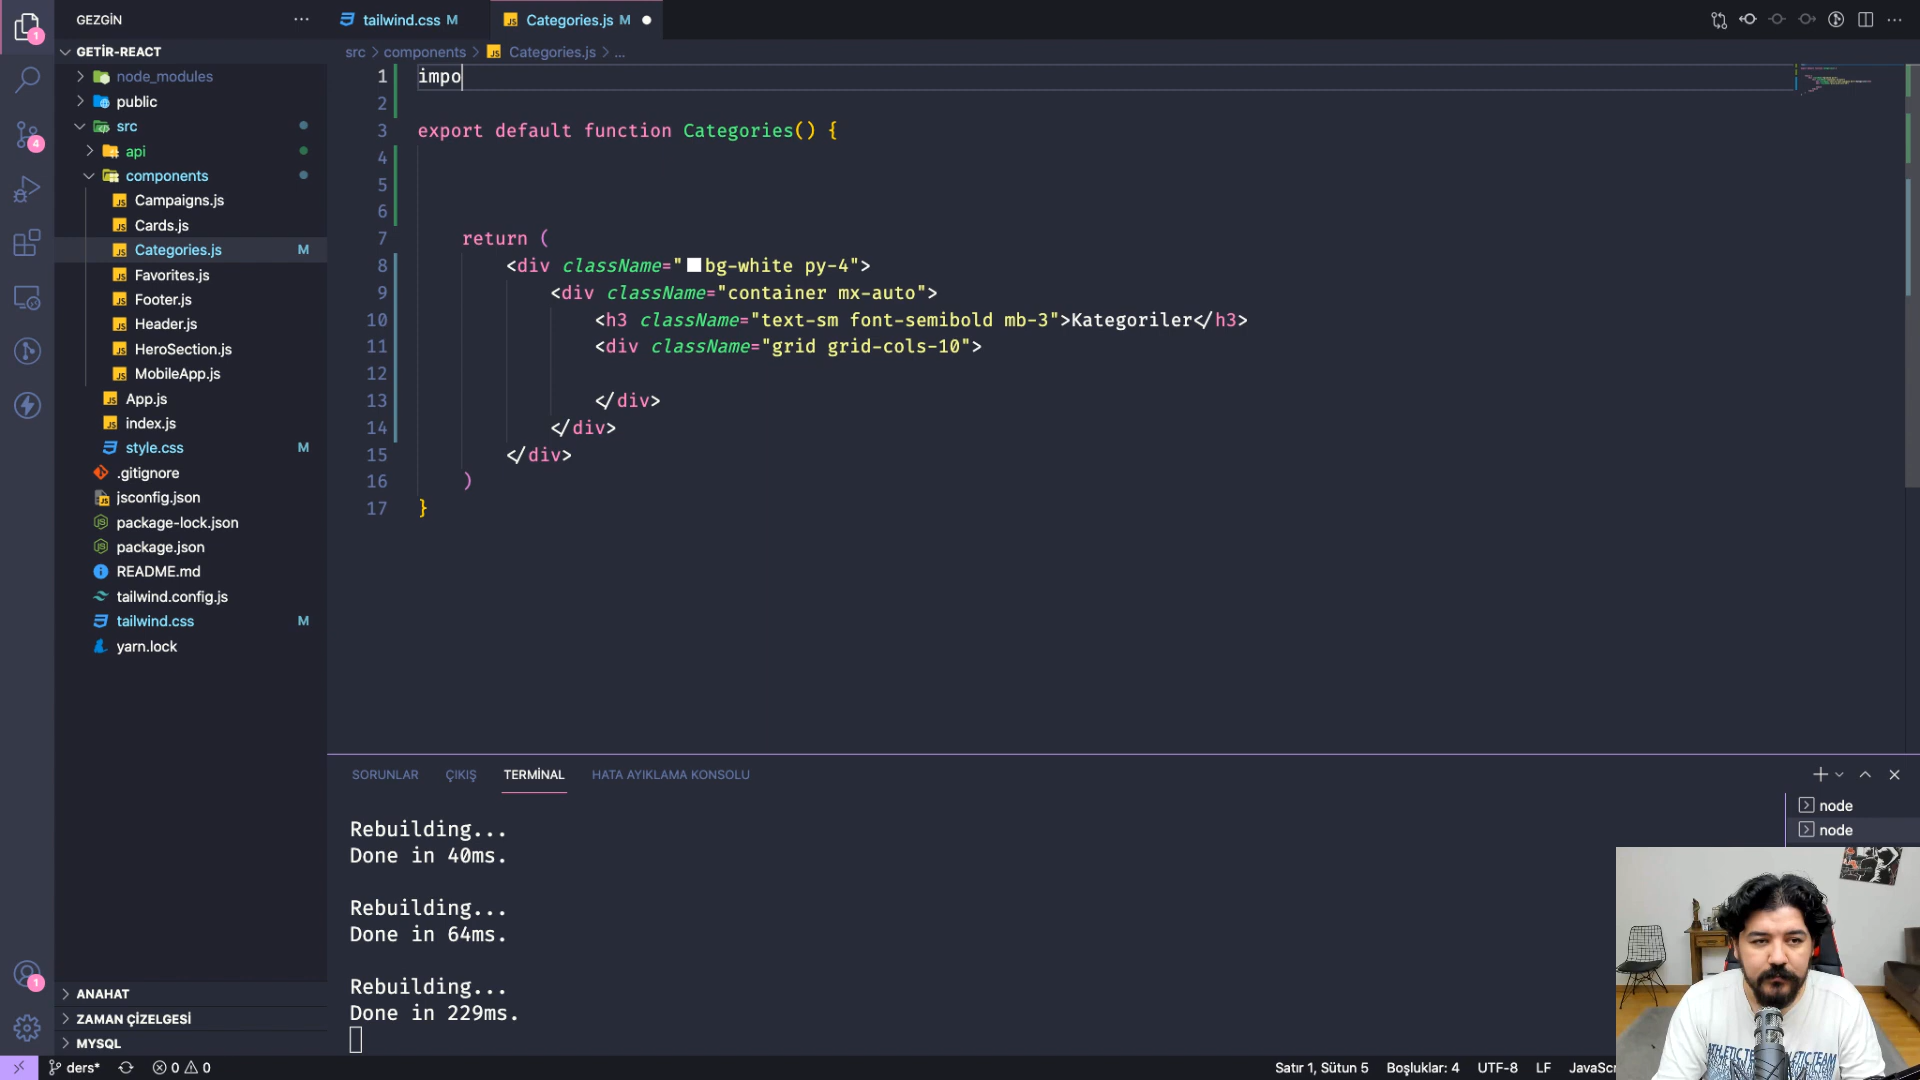 GEZGİN
tailwind.css M
Categories.js M
GETİR-REACT
src > components > Categories.js > ...
node_modules
public
src
api
components
Campaigns.js
Cards.js
Categories.js M
Favorites.js
Footer.js
Header.js
HeroSection.js
MobileApp.js
App.js
index.js
style.css M
.gitignore
jsconfig.json
package-lock.json
package.json
README.md
tailwind.config.js
tailwind.css M
yarn.lock
ANAHAT
ZAMAN ÇİZELGESİ
MYSQL
1
4
1
1 impo
2
3 export default function Categories() {
4
5
6
7 return (
8 <div className="bg-white py-4">
9 <div className="container mx-auto">
10 <h3 className="text-sm font-semibold mb-3">Kategoriler</h3>
11 <div className="grid grid-cols-10">
12
13 </div>
14 </div>
15 </div>
16 )
17 }
SORUNLAR ÇIKIŞ TERMİNAL HATA AYIKLAMA KONSOLU
Rebuilding...
Done in 40ms.
Rebuilding...
Done in 64ms.
Rebuilding...
Done in 229ms.
node
node
ders* 0 0
Satır 1, Sütun 5 Boşluklar: 4 UTF-8 LF JavaScr